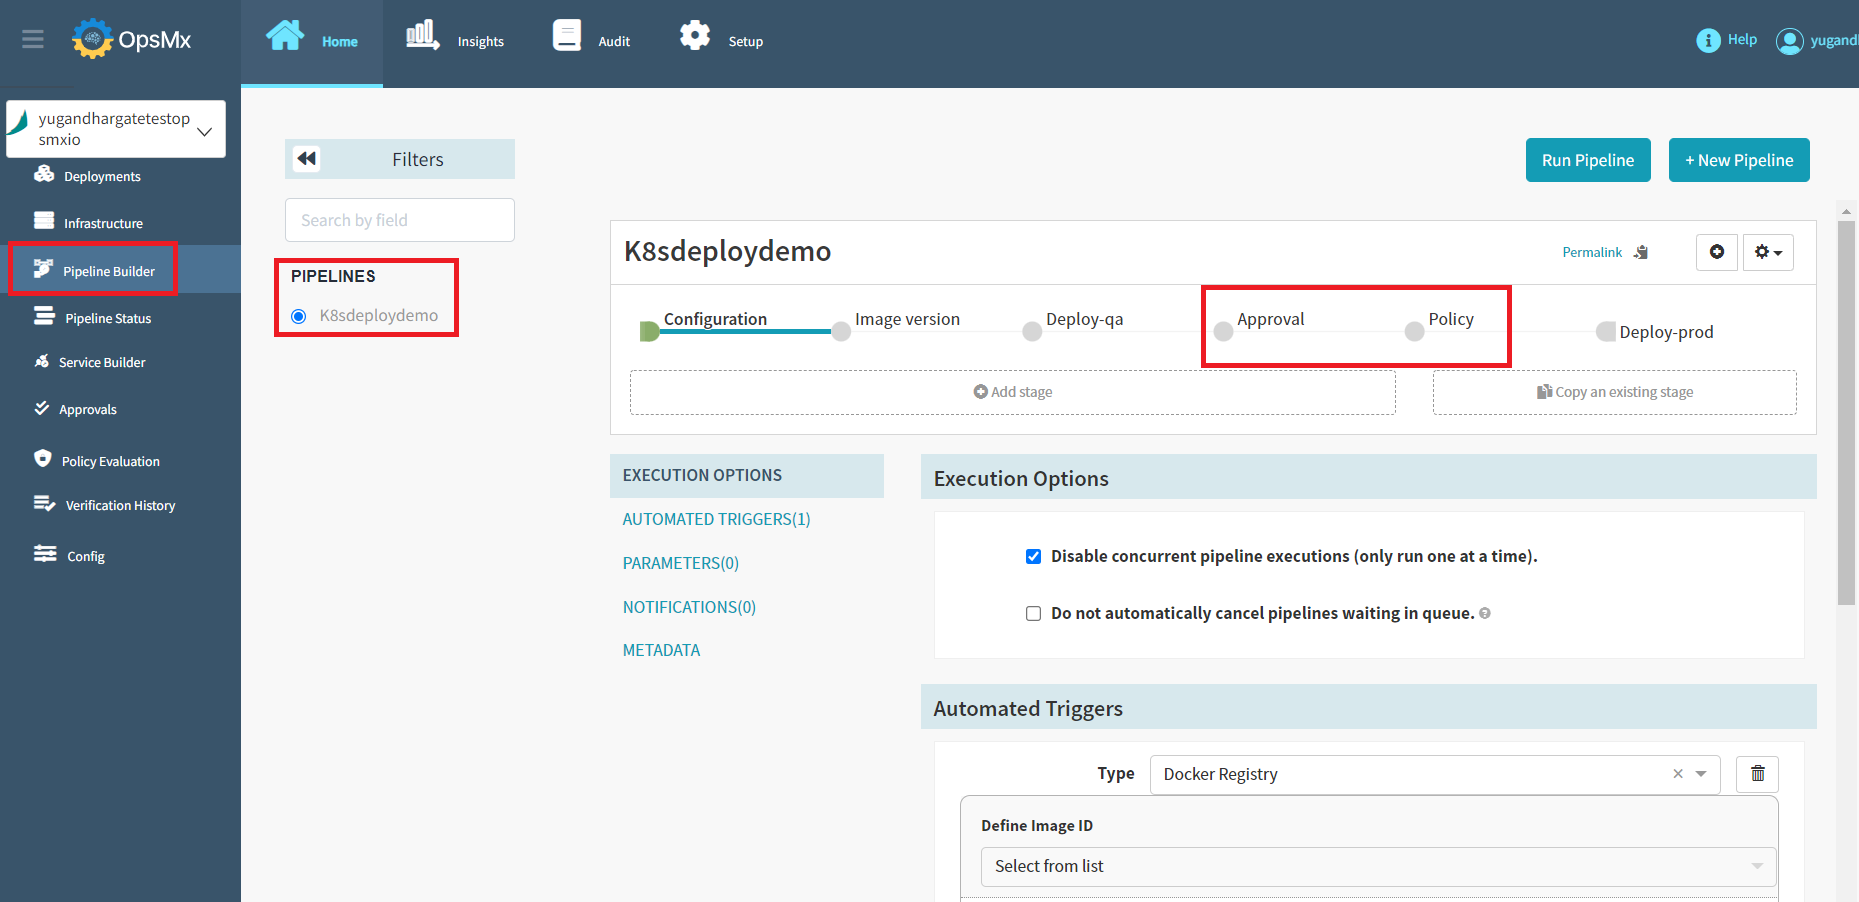 OpsMx
Home
Insights
Audit
Setup
Help
yugandl
yugandhargatetestop
smxio
Deployments
Infrastructure
Pipeline Builder
Pipeline Status
Service Builder
Approvals
Policy Evaluation
Verification History
Config
Filters
Search by field
PIPELINES
K8sdeploydemo
Run Pipeline
+ New Pipeline
K8sdeploydemo
Permalink
Configuration
Image version
Deploy-qa
Approval
Policy
Deploy-prod
Add stage
Copy an existing stage
EXECUTION OPTIONS
AUTOMATED TRIGGERS(1)
PARAMETERS(0)
NOTIFICATIONS(0)
METADATA
Execution Options
Disable concurrent pipeline executions (only run one at a time).
Do not automatically cancel pipelines waiting in queue.
Automated Triggers
Type
Docker Registry
Define Image ID
Select from list